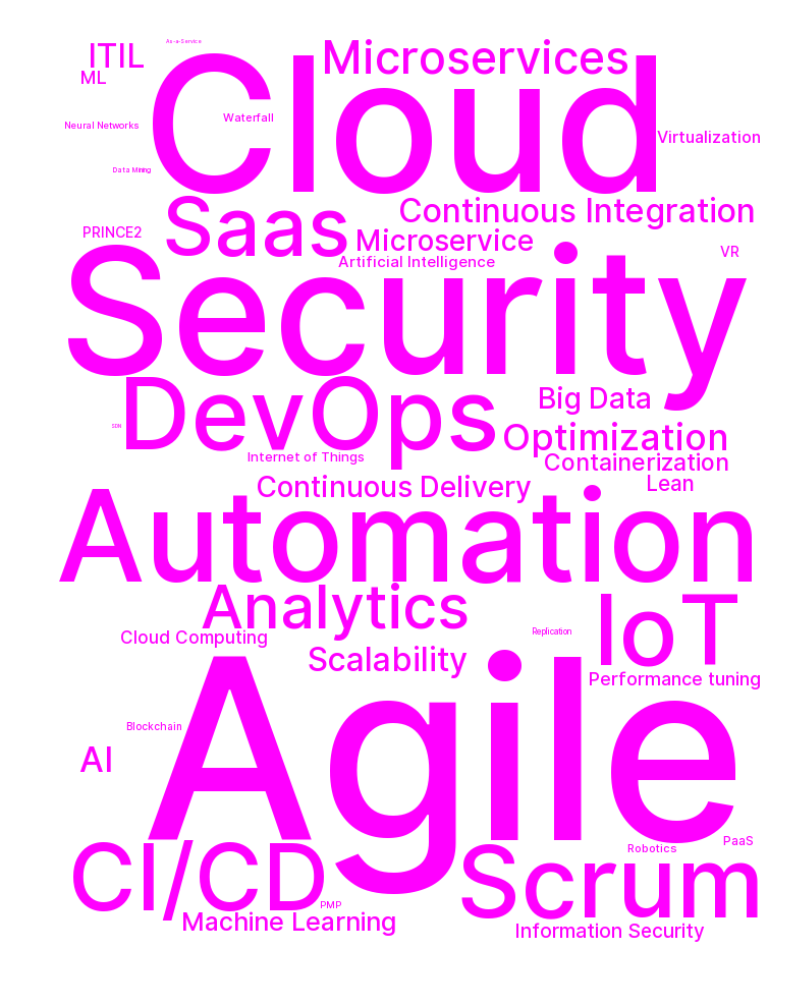 As-a-Service
ITIL
Microservices
ML
Cloud
Waterfall
Neural Networks
Virtualization
Data Mining
Saas
Continuous Integration
PRINCE2
Microservice
VR
Artificial Intelligence
Security
DevOps
Big Data
SDN
Optimization
Internet of Things
Containerization
Continuous Delivery
Lean
Automation
Analytics
IoT
Replication
Cloud Computing
Scalability
Performance tuning
Agile
Blockchain
AI
PaaS
Robotics
CI/CD
Scrum
PMP
Machine Learning
Information Security